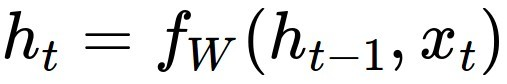 h_t = f_W(h_{t-1}, x_t)